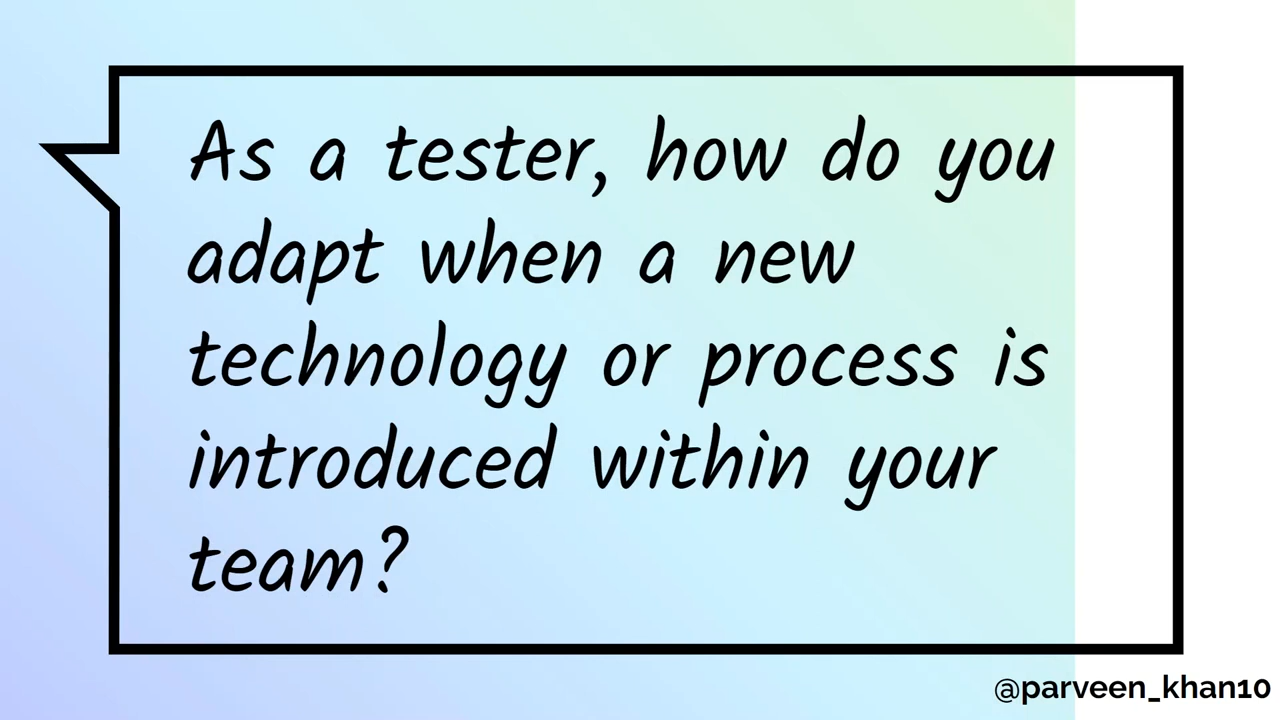 As a tester, how do you
adapt when a new
technology or process is
introduced within your
team?
@parveen_khan10